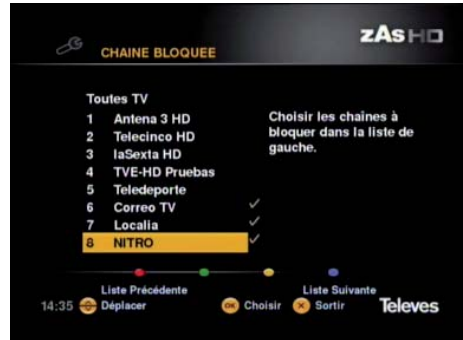 zAs HD
CHAINE BLOQUEE
Toutes TV
1 Antena 3 HD
2 Telecinco HD
3 laSexta HD
4 TVE-HD Pruebas
5 Teledeporte
6 Correo TV
7 Localia
8 NITRO
Choisir les chaînes à
bloquer dans la liste de
gauche.
Liste Précédente Liste Suivante
14:35 Déplacer OK Choisir Sortir Televes